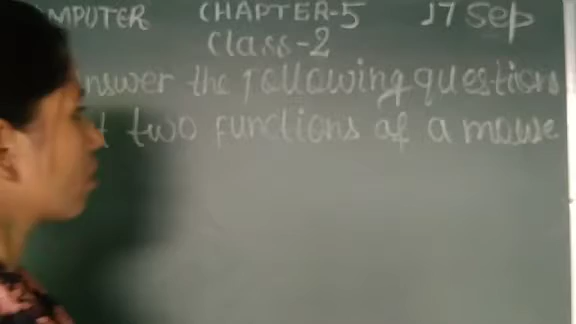 MPUTER CHAPTER-5 17 Sep
Class-2
nswer the following questions
two functions of a mouse